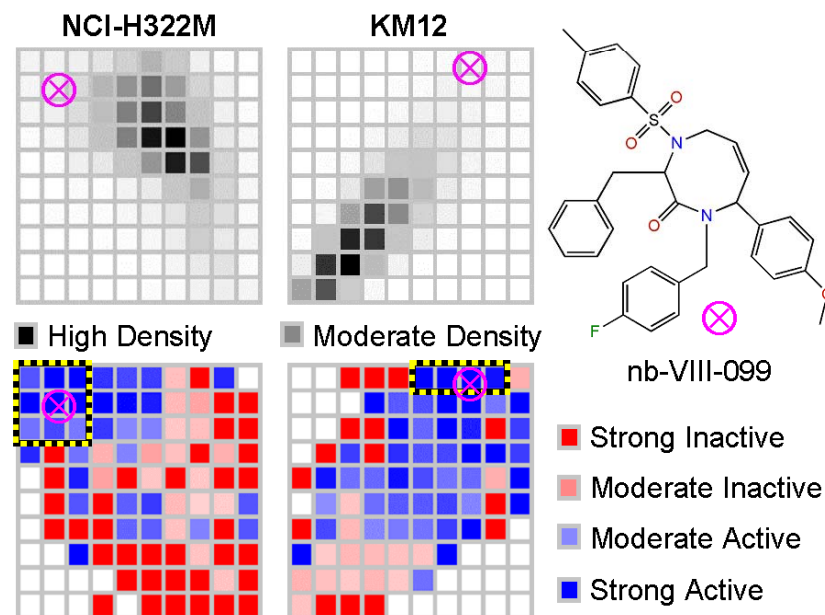 NCI-H322M
KM12
O
S
O
N
O
N
O
F
nb-VIII-099
High Density
Moderate Density
Strong Inactive
Moderate Inactive
Moderate Active
Strong Active